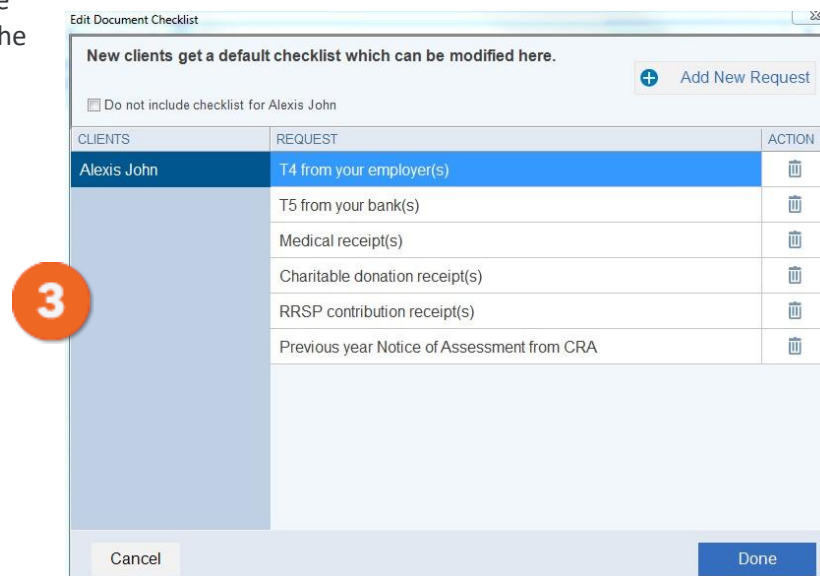 Edit Document Checklist
he
New clients get a default checklist which can be modified here.
Add New Request
Do not include checklist for Alexis John
CLIENTS REQUEST ACTION
Alexis John T4 from your employer(s)
T5 from your bank(s)
Medical receipt(s)
3
Charitable donation receipt(s)
RRSP contribution receipt(s)
Previous year Notice of Assessment from CRA
Cancel Done